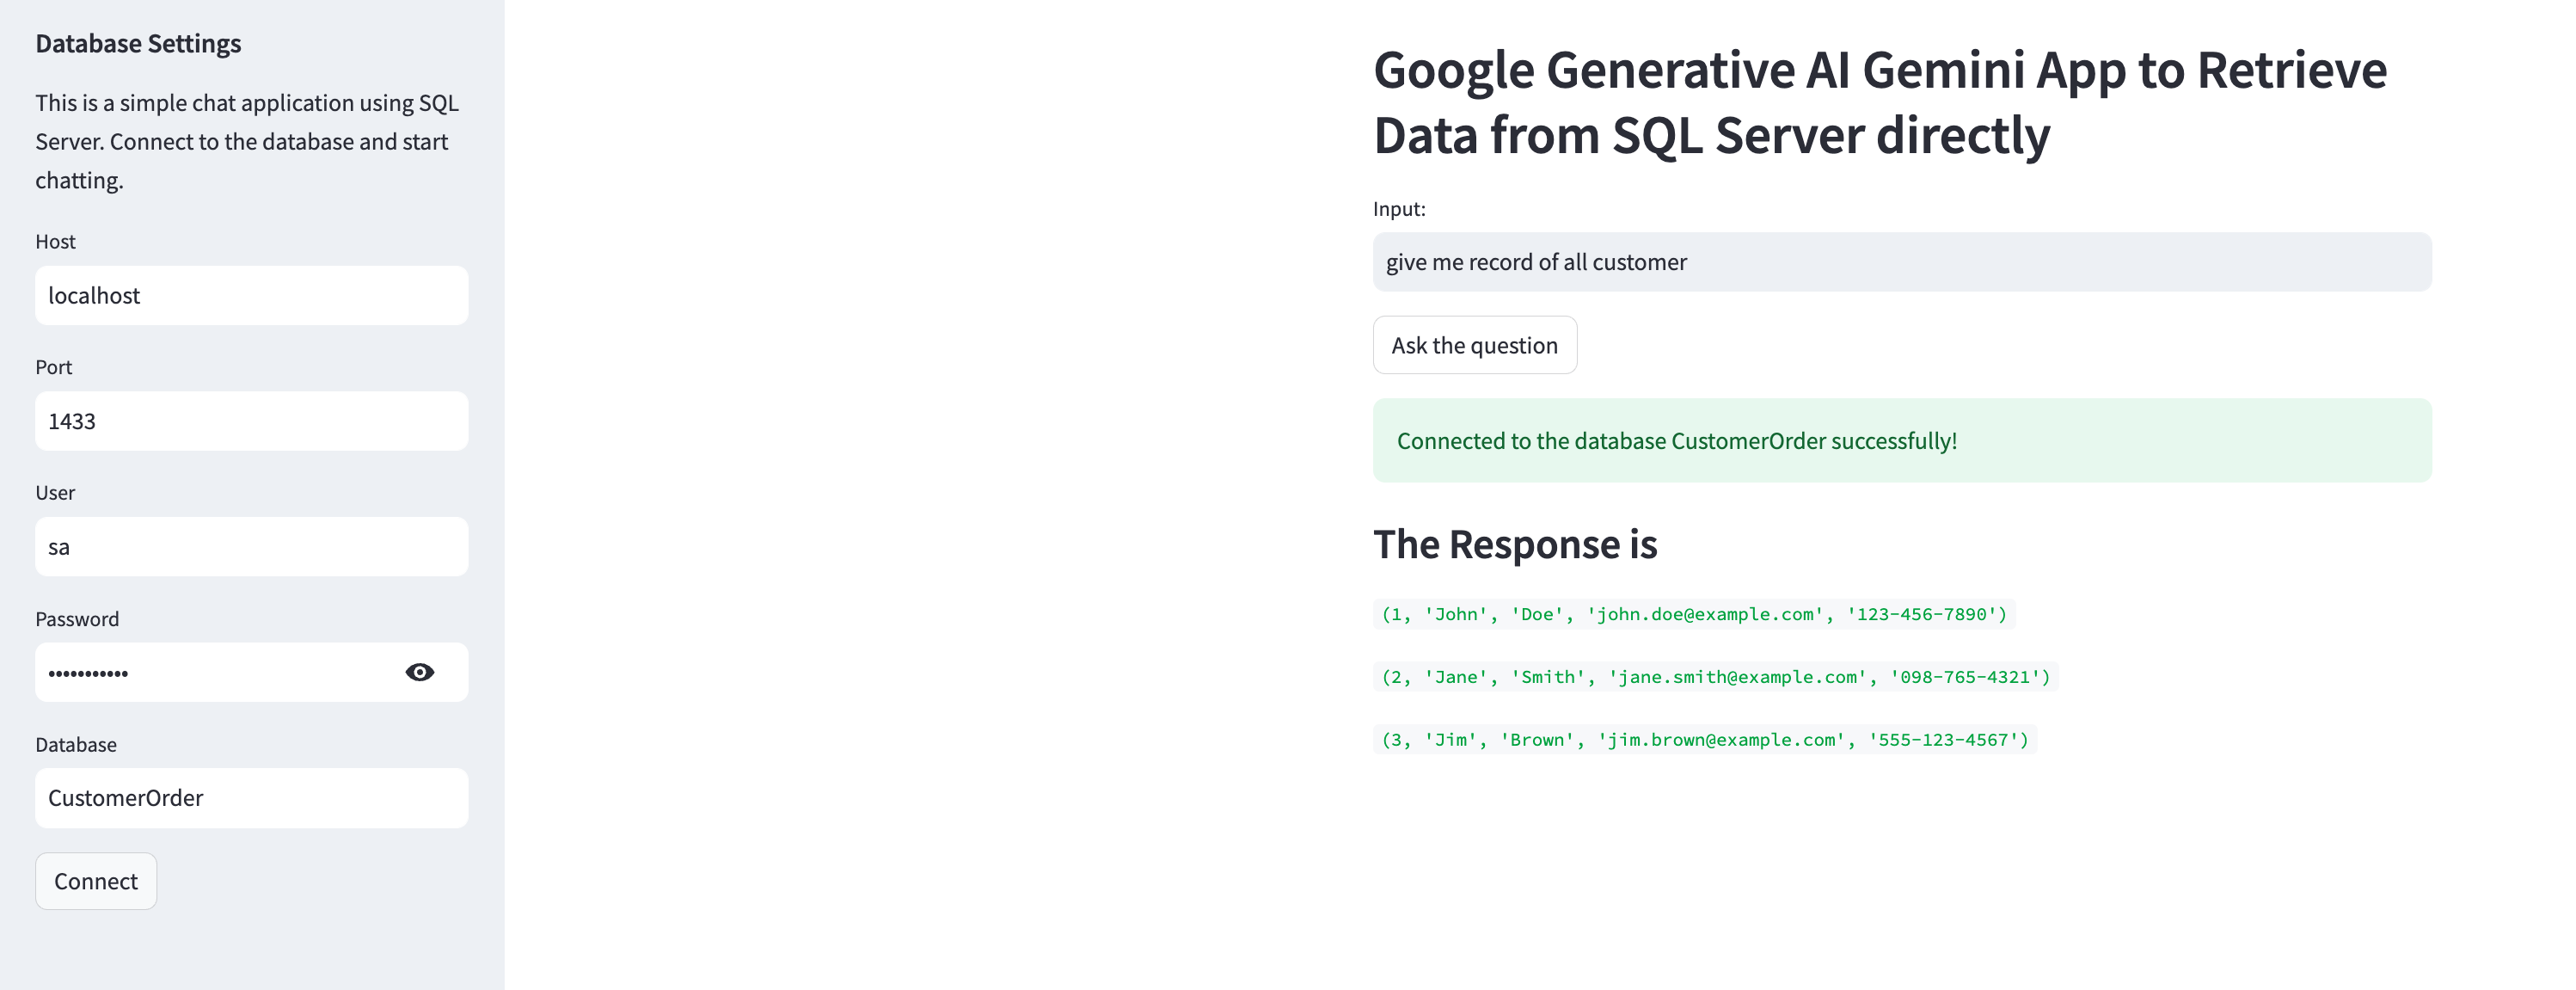 Database Settings
This is a simple chat application using SQL
Server. Connect to the database and start
chatting.
Host
localhost
Port
1433
User
sa
Password
•••••••••••
Database
CustomerOrder
Connect
Google Generative AI Gemini App to Retrieve
Data from SQL Server directly
Input:
give me record of all customer
Ask the question
Connected to the database CustomerOrder successfully!
The Response is
(1, 'John', 'Doe', 'john.doe@example.com', '123-456-7890')
(2, 'Jane', 'Smith', 'jane.smith@example.com', '098-765-4321')
(3, 'Jim', 'Brown', 'jim.brown@example.com', '555-123-4567')